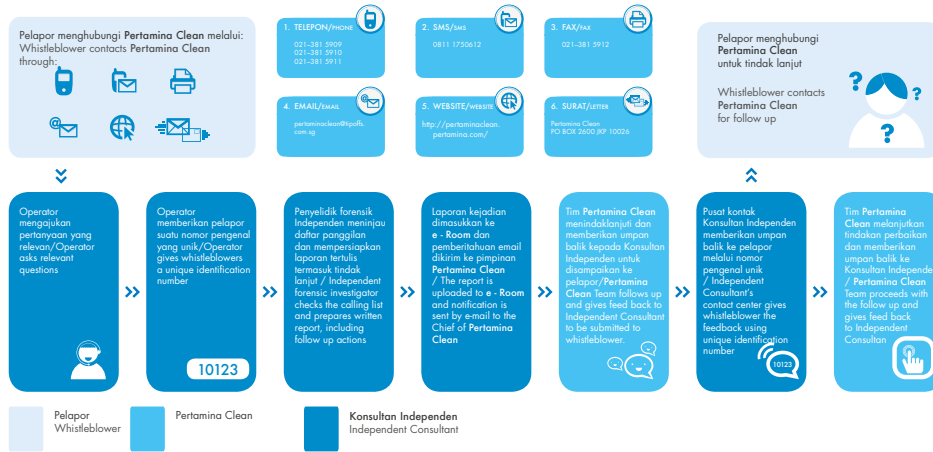 Pelapor menghubungi Pertamina Clean melalui:
Whistleblower contacts Pertamina Clean
through:
1. TELEPON/PHONE
021–381 5909
021–381 5910
021–381 5911
2. SMS/SMS
0811 1750612
3. FAX/FAX
021–381 5912
4. EMAIL/EMAIL
pertaminaclean@tipoffs.
com.sg
5. WEBSITE/WEBSITE
http://pertaminaclean.
pertamina.com/
6. SURAT/LETTER
Pertamina Clean
PO BOX 2600 JKP 10026
Pelapor menghubungi
Pertamina Clean
untuk tindak lanjut
Whistleblower contacts
Pertamina Clean
for follow up
? ?
?
Operator
mengajukan
pertanyaan yang
relevan/Operator
asks relevant
questions
Operator
memberikan pelapor
suatu nomor pengenal
yang unik/Operator
gives whistleblowers
a unique identification
number
10123
Penyelidik forensik
Independen meninjau
daftar panggilan
dan mempersiapkan
laporan tertulis
termasuk tindak
lanjut / Independent
forensic investigator
checks the calling list
and prepares written
report, including
follow up actions
Laporan kejadian
dimasukkan ke
e - Room dan
pemberitahuan email
dikirim ke pimpinan
Pertamina Clean
/ The report is
uploaded to e - Room
and notification is
sent by e-mail to the
Chief of Pertamina
Clean
Tim Pertamina Clean
menindaklanjuti dan
memberikan umpan
balik kepada Konsultan
Independen untuk
disampaikan ke
pelapor/Pertamina
Clean Team follows up
and gives feed back to
Independent Consultant
to be submitted to
whistleblower.
Pusat kontak
Konsultan Independen
memberikan umpan
balik ke pelapor
melalui nomor
pengenal unik
/ Independent
Consultant's
contact center gives
whistleblower the
feedback using
unique identification
number
10123
Tim Pertamina
Clean melanjutkan
tindakan perbaikan
dan memberikan
umpan balik ke
Konsultan Independe
/ Pertamina Clean
Team proceeds with
the follow up and
gives feed back
to Independent
Consultan
Pelapor
Whistleblower
Pertamina Clean
Konsultan Independen
Independent Consultant